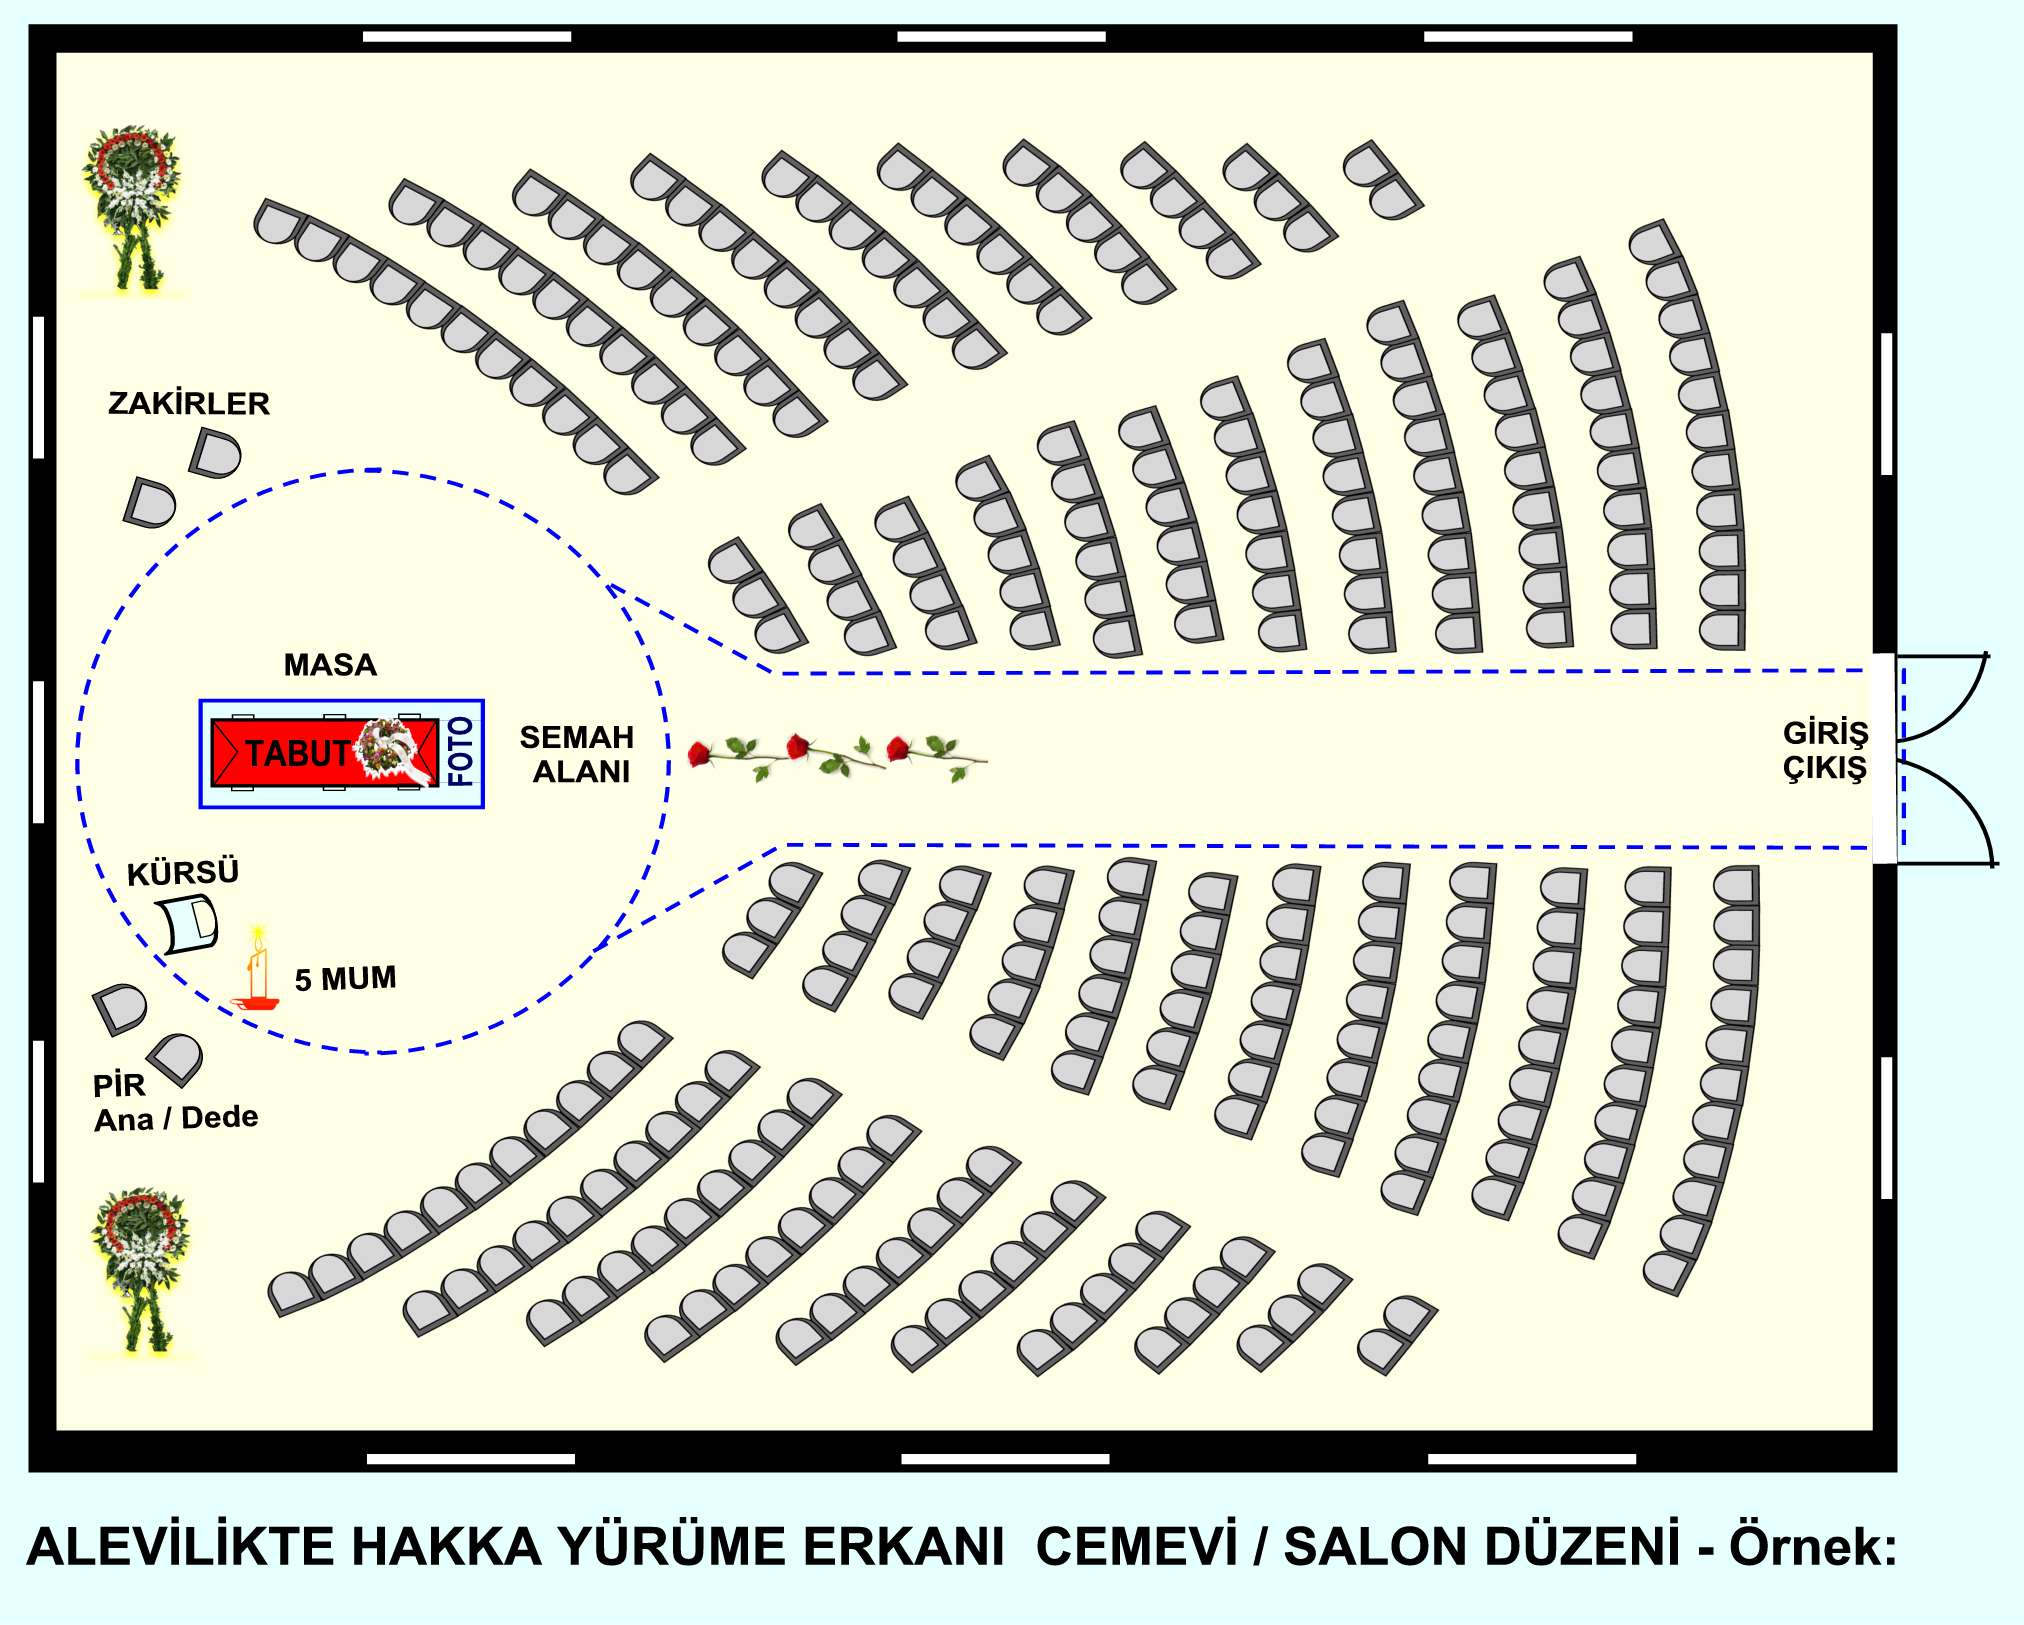 ZAKİRLER
MASA
TABUT
FOTO
SEMAH
ALANI
GİRİŞ
ÇIKIŞ
KÜRSÜ
5 MUM
PİR
Ana / Dede
ALEVİLİKTE HAKKA YÜRÜME ERKANI  CEMEVİ / SALON DÜZENİ - Örnek: